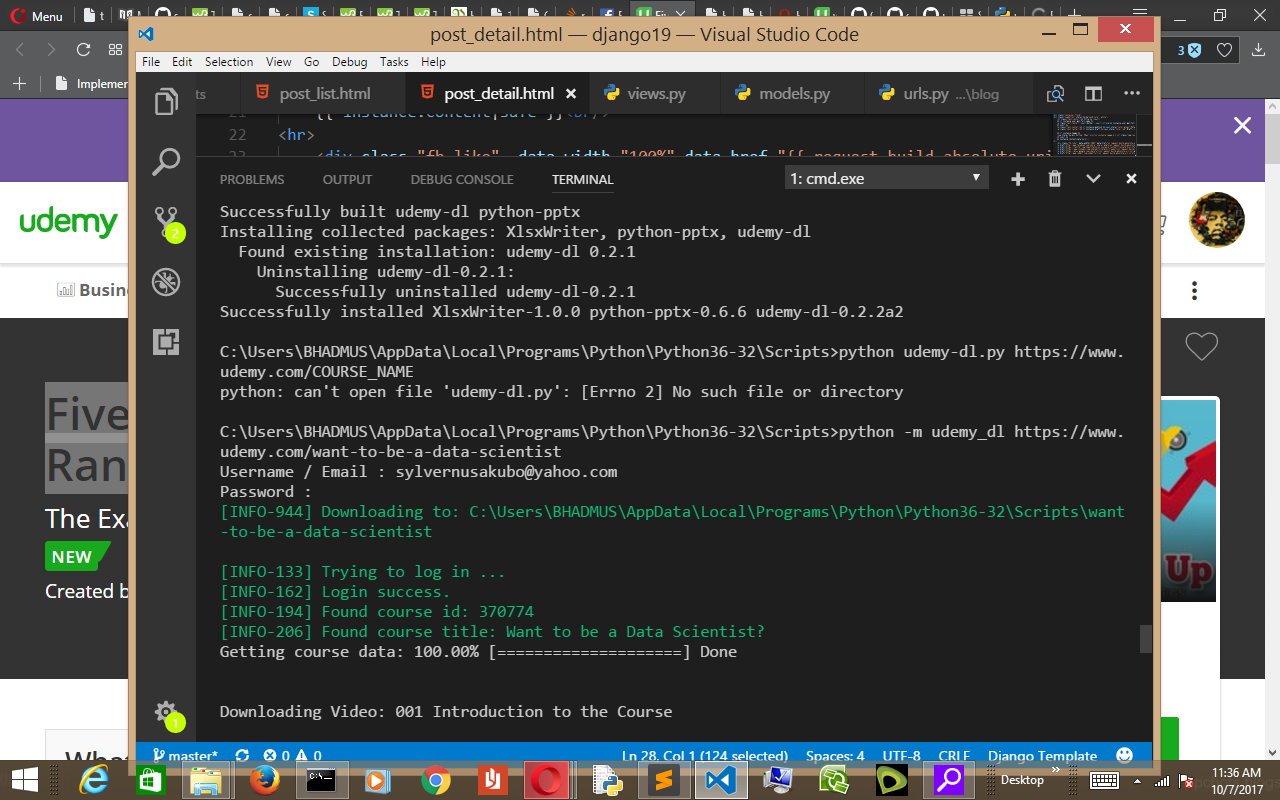 Menu
post_detail.html — django19 — Visual Studio Code
File Edit Selection View Go Debug Tasks Help
3
Implemer
ts post_list.html post_detail.html views.py models.py urls.py ...\blog
21 {{ instance.content|safe }}<br/>
22 <hr>
23 <div class="fb-like" data-width="100%" data-href="{{ request.build_absolute_uri
PROBLEMS OUTPUT DEBUG CONSOLE TERMINAL 1: cmd.exe
udemy
Busin
2
Successfully built udemy-dl python-pptx
Installing collected packages: XlsxWriter, python-pptx, udemy-dl
Found existing installation: udemy-dl 0.2.1
Uninstalling udemy-dl-0.2.1:
Successfully uninstalled udemy-dl-0.2.1
Successfully installed XlsxWriter-1.0.0 python-pptx-0.6.6 udemy-dl-0.2.2a2
C:\Users\BHADMUS\AppData\Local\Programs\Python\Python36-32\Scripts>python udemy-dl.py https://www.
udemy.com/COURSE_NAME
python: can't open file 'udemy-dl.py': [Errno 2] No such file or directory
C:\Users\BHADMUS\AppData\Local\Programs\Python\Python36-32\Scripts>python -m udemy_dl https://www.
udemy.com/want-to-be-a-data-scientist
Username / Email : sylvernusakubo@yahoo.com
Password :
[INFO-944] Downloading to: C:\Users\BHADMUS\AppData\Local\Programs\Python\Python36-32\Scripts\want
-to-be-a-data-scientist
[INFO-133] Trying to log in ...
[INFO-162] Login success.
[INFO-194] Found course id: 370774
[INFO-206] Found course title: Want to be a Data Scientist?
Getting course data: 100.00% [====================] Done
Downloading Video: 001 Introduction to the Course
Five
Ran
The Exa
NEW
Created b
Up
1
What
master* 0 0 Ln 28, Col 1 (124 selected) Spaces: 4 UTF-8 CRLF Django Template
Desktop
11:36 AM
10/7/2017